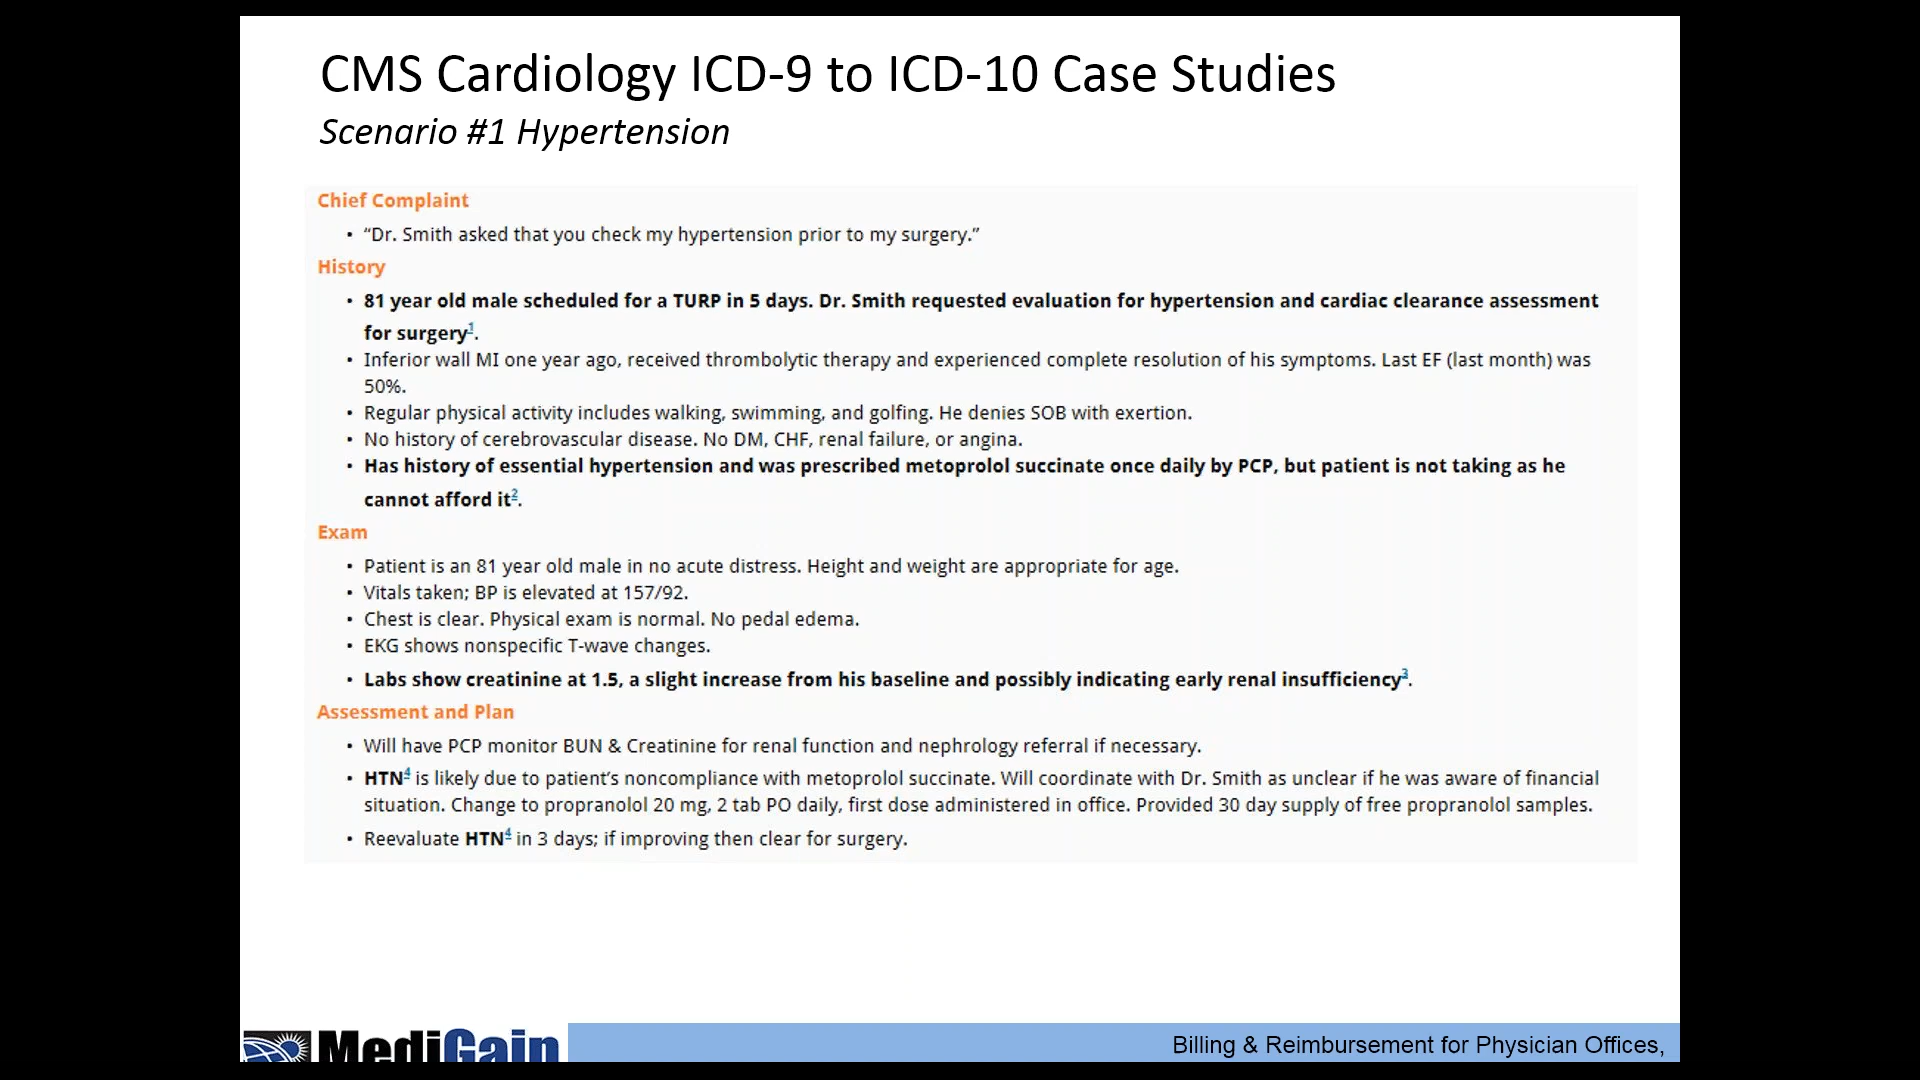 CMS Cardiology ICD-9 to ICD-10 Case Studies
Scenario #1 Hypertension
Chief Complaint
• “Dr. Smith asked that you check my hypertension prior to my surgery.”
History
• 81 year old male scheduled for a TURP in 5 days. Dr. Smith requested evaluation for hypertension and cardiac clearance assessment
for surgery1.
• Inferior wall MI one year ago, received thrombolytic therapy and experienced complete resolution of his symptoms. Last EF (last month) was
50%.
• Regular physical activity includes walking, swimming, and golfing. He denies SOB with exertion.
• No history of cerebrovascular disease. No DM, CHF, renal failure, or angina.
• Has history of essential hypertension and was prescribed metoprolol succinate once daily by PCP, but patient is not taking as he
cannot afford it2.
Exam
• Patient is an 81 year old male in no acute distress. Height and weight are appropriate for age.
• Vitals taken; BP is elevated at 157/92.
• Chest is clear. Physical exam is normal. No pedal edema.
• EKG shows nonspecific T-wave changes.
• Labs show creatinine at 1.5, a slight increase from his baseline and possibly indicating early renal insufficiency3.
Assessment and Plan
• Will have PCP monitor BUN & Creatinine for renal function and nephrology referral if necessary.
• HTN4 is likely due to patient’s noncompliance with metoprolol succinate. Will coordinate with Dr. Smith as unclear if he was aware of financial
situation. Change to propranolol 20 mg, 2 tab PO daily, first dose administered in office. Provided 30 day supply of free propranolol samples.
• Reevaluate HTN4 in 3 days; if improving then clear for surgery.
MediGain
Billing & Reimbursement for Physician Offices,